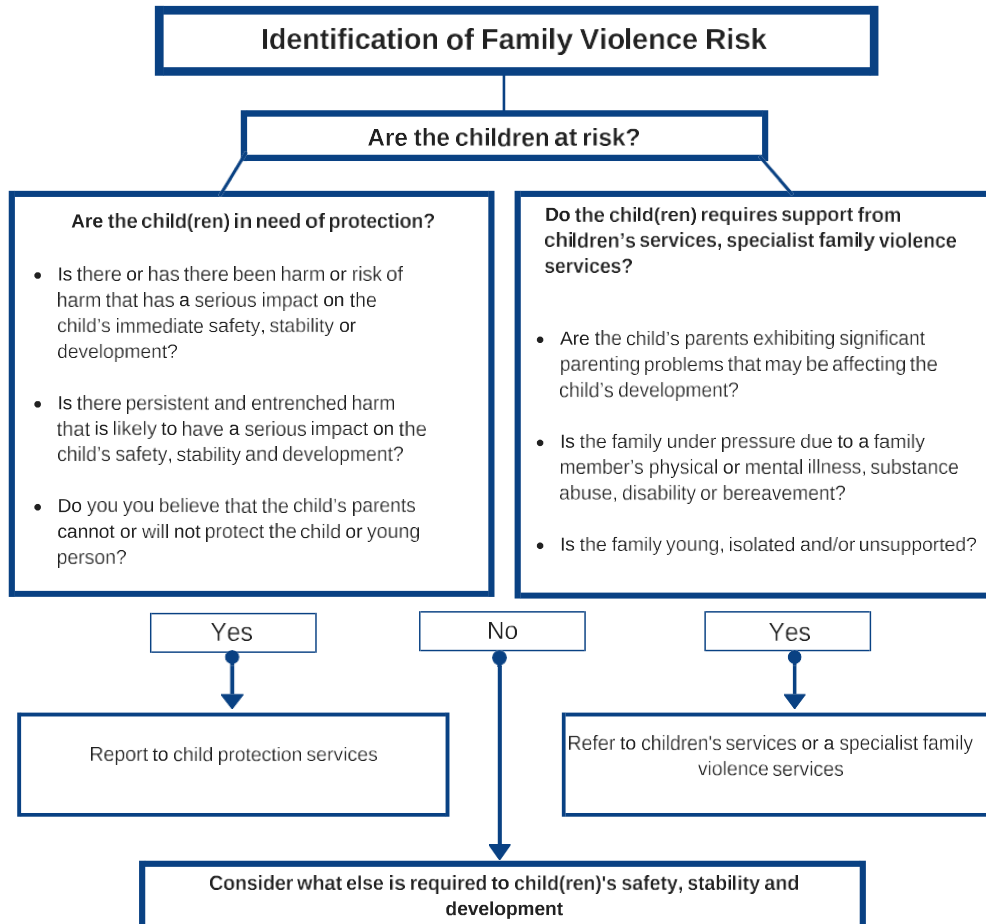 Identification of Family Violence Risk
Are the children at risk?
Are the child(ren) in need of protection?
• Is there or has there been harm or risk of
harm that has a serious impact on the
child's immediate safety, stability or
development?
• Is there persistent and entrenched harm
that is likely to have a serious impact on the
child's safety, stability and development?
• Do you you believe that the child's parents
cannot or will not protect the child or young
person?
Do the child(ren) requires support from
children's services, specialist family violence
services?
• Are the child's parents exhibiting significant
parenting problems that may be affecting the
child's development?
• Is the family under pressure due to a family
member's physical or mental illness, substance
abuse, disability or bereavement?
• Is the family young, isolated and/or unsupported?
Yes
No
Yes
Report to child protection services
Refer to children's services or a specialist family
violence services
Consider what else is required to child(ren)'s safety, stability and
development